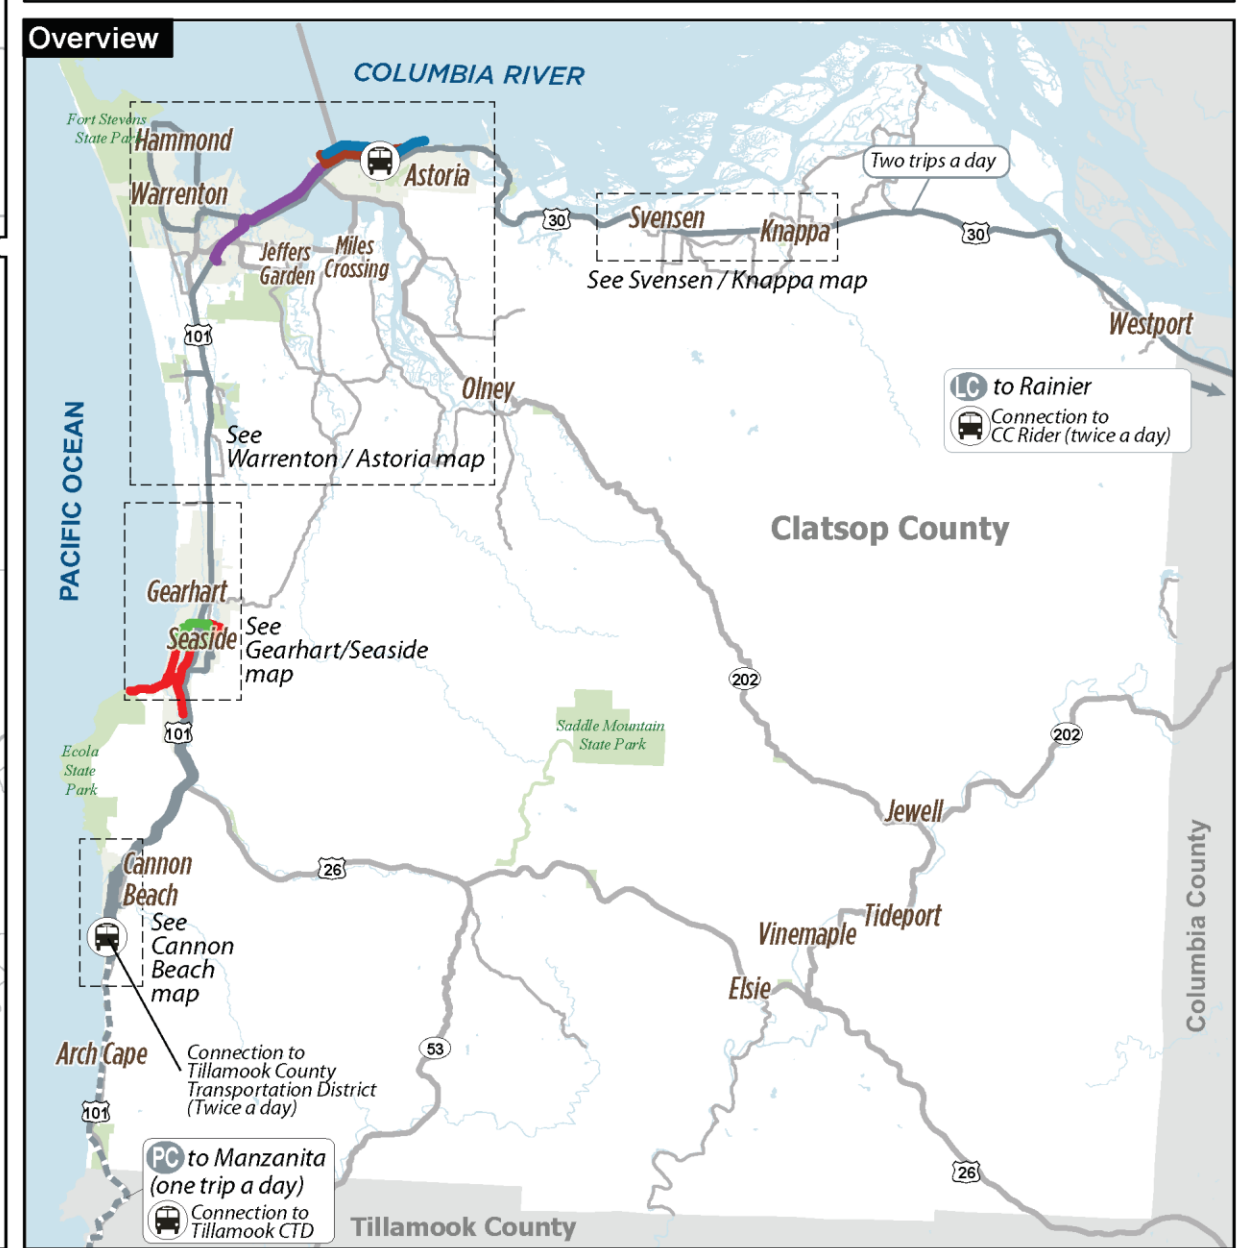 Overview
COLUMBIA RIVER
Fort Stevens
State Park
Hammond
Warrenton
Astoria
Two trips a day
30
Svensen
Knappa
30
Jeffers
Garden
Miles
Crossing
See Svensen / Knappa map
101
Westport
Olney
LC to Rainier
Connection to
CC Rider (twice a day)
See
Warrenton / Astoria map
PACIFIC OCEAN
Clatsop County
Gearhart
Seaside
See
Gearhart/Seaside
map
202
101
Saddle Mountain
State Park
202
Ecola
State
Park
Jewell
Cannon
Beach
26
See
Cannon
Beach
map
Tideport
Vinemaple
Elsie
Columbia County
Arch Cape
Connection to
Tillamook County
Transportation District
(Twice a day)
53
101
PC to Manzanita
(one trip a day)
Connection to
Tillamook CTD
26
Tillamook County